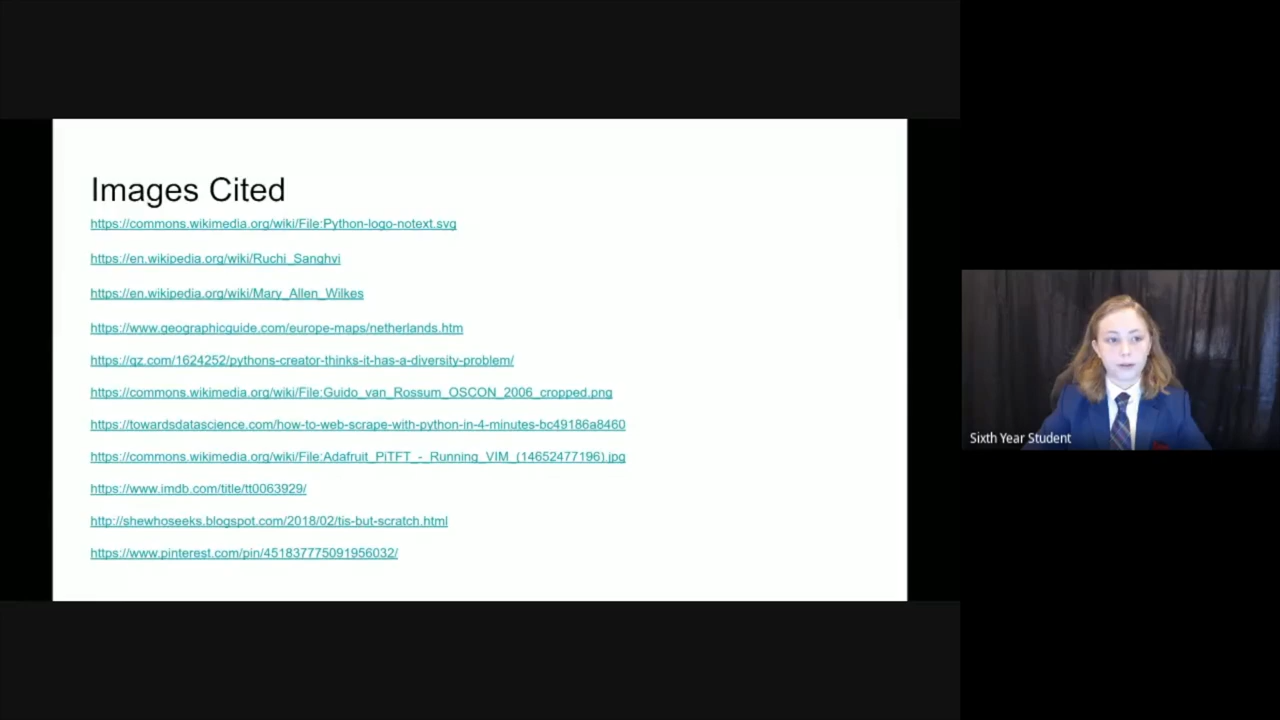 Images Cited
https://commons.wikimedia.org/wiki/File:Python-logo-notext.svg
https://en.wikipedia.org/wiki/Ruchi_Sanghvi
https://en.wikipedia.org/wiki/Mary_Allen_Wilkes
https://www.geographicguide.com/europe-maps/netherlands.htm
https://qz.com/1624252/pythons-creator-thinks-it-has-a-diversity-problem/
https://commons.wikimedia.org/wiki/File:Guido_van_Rossum_OSCON_2006_cropped.png
https://towardsdatascience.com/how-to-web-scrape-with-python-in-4-minutes-bc49186a8460
https://commons.wikimedia.org/wiki/File:Adafruit_PiTFT_-_Running_VIM_(14652477196).jpg
https://www.imdb.com/title/tt0063929/
http://shewhoseeks.blogspot.com/2018/02/tis-but-scratch.html
https://www.pinterest.com/pin/451837775091956032/
Sixth Year Student